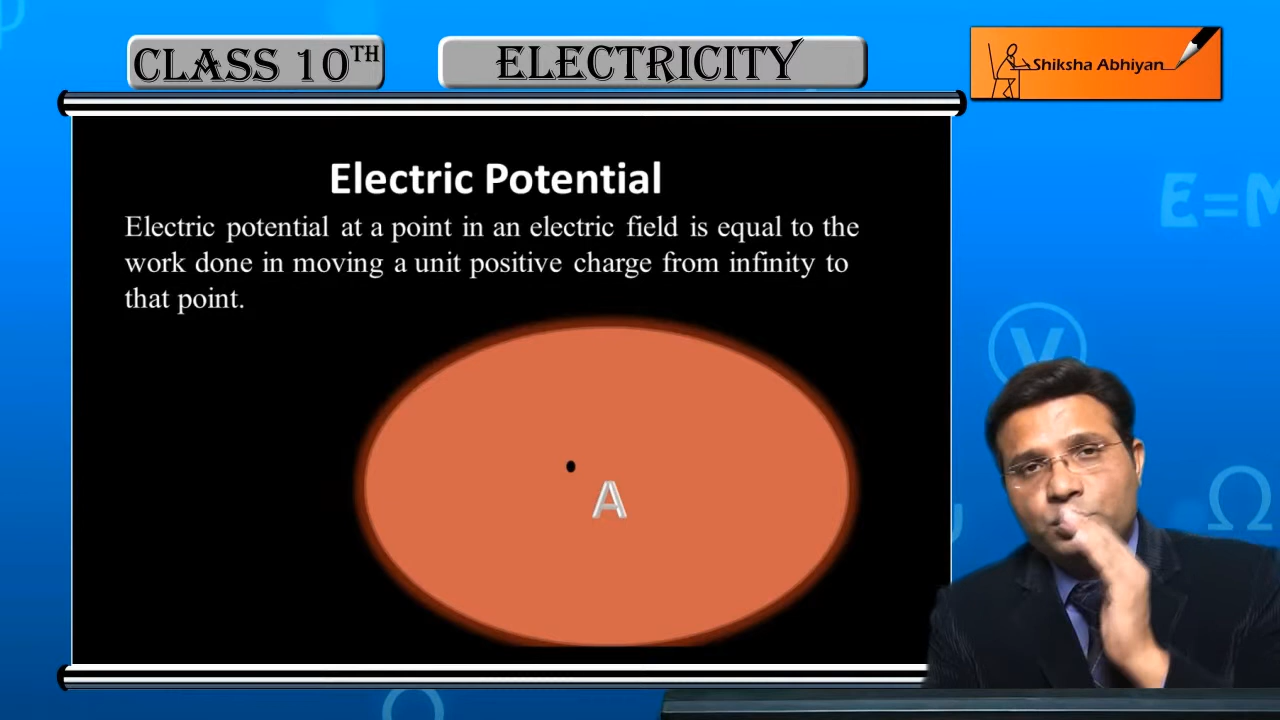 CLASS 10TH
ELECTRICITY
Shiksha Abhiyan
Electric Potential
Electric potential at a point in an electric field is equal to the
work done in moving a unit positive charge from infinity to
that point.
A
E=M
V
Ω